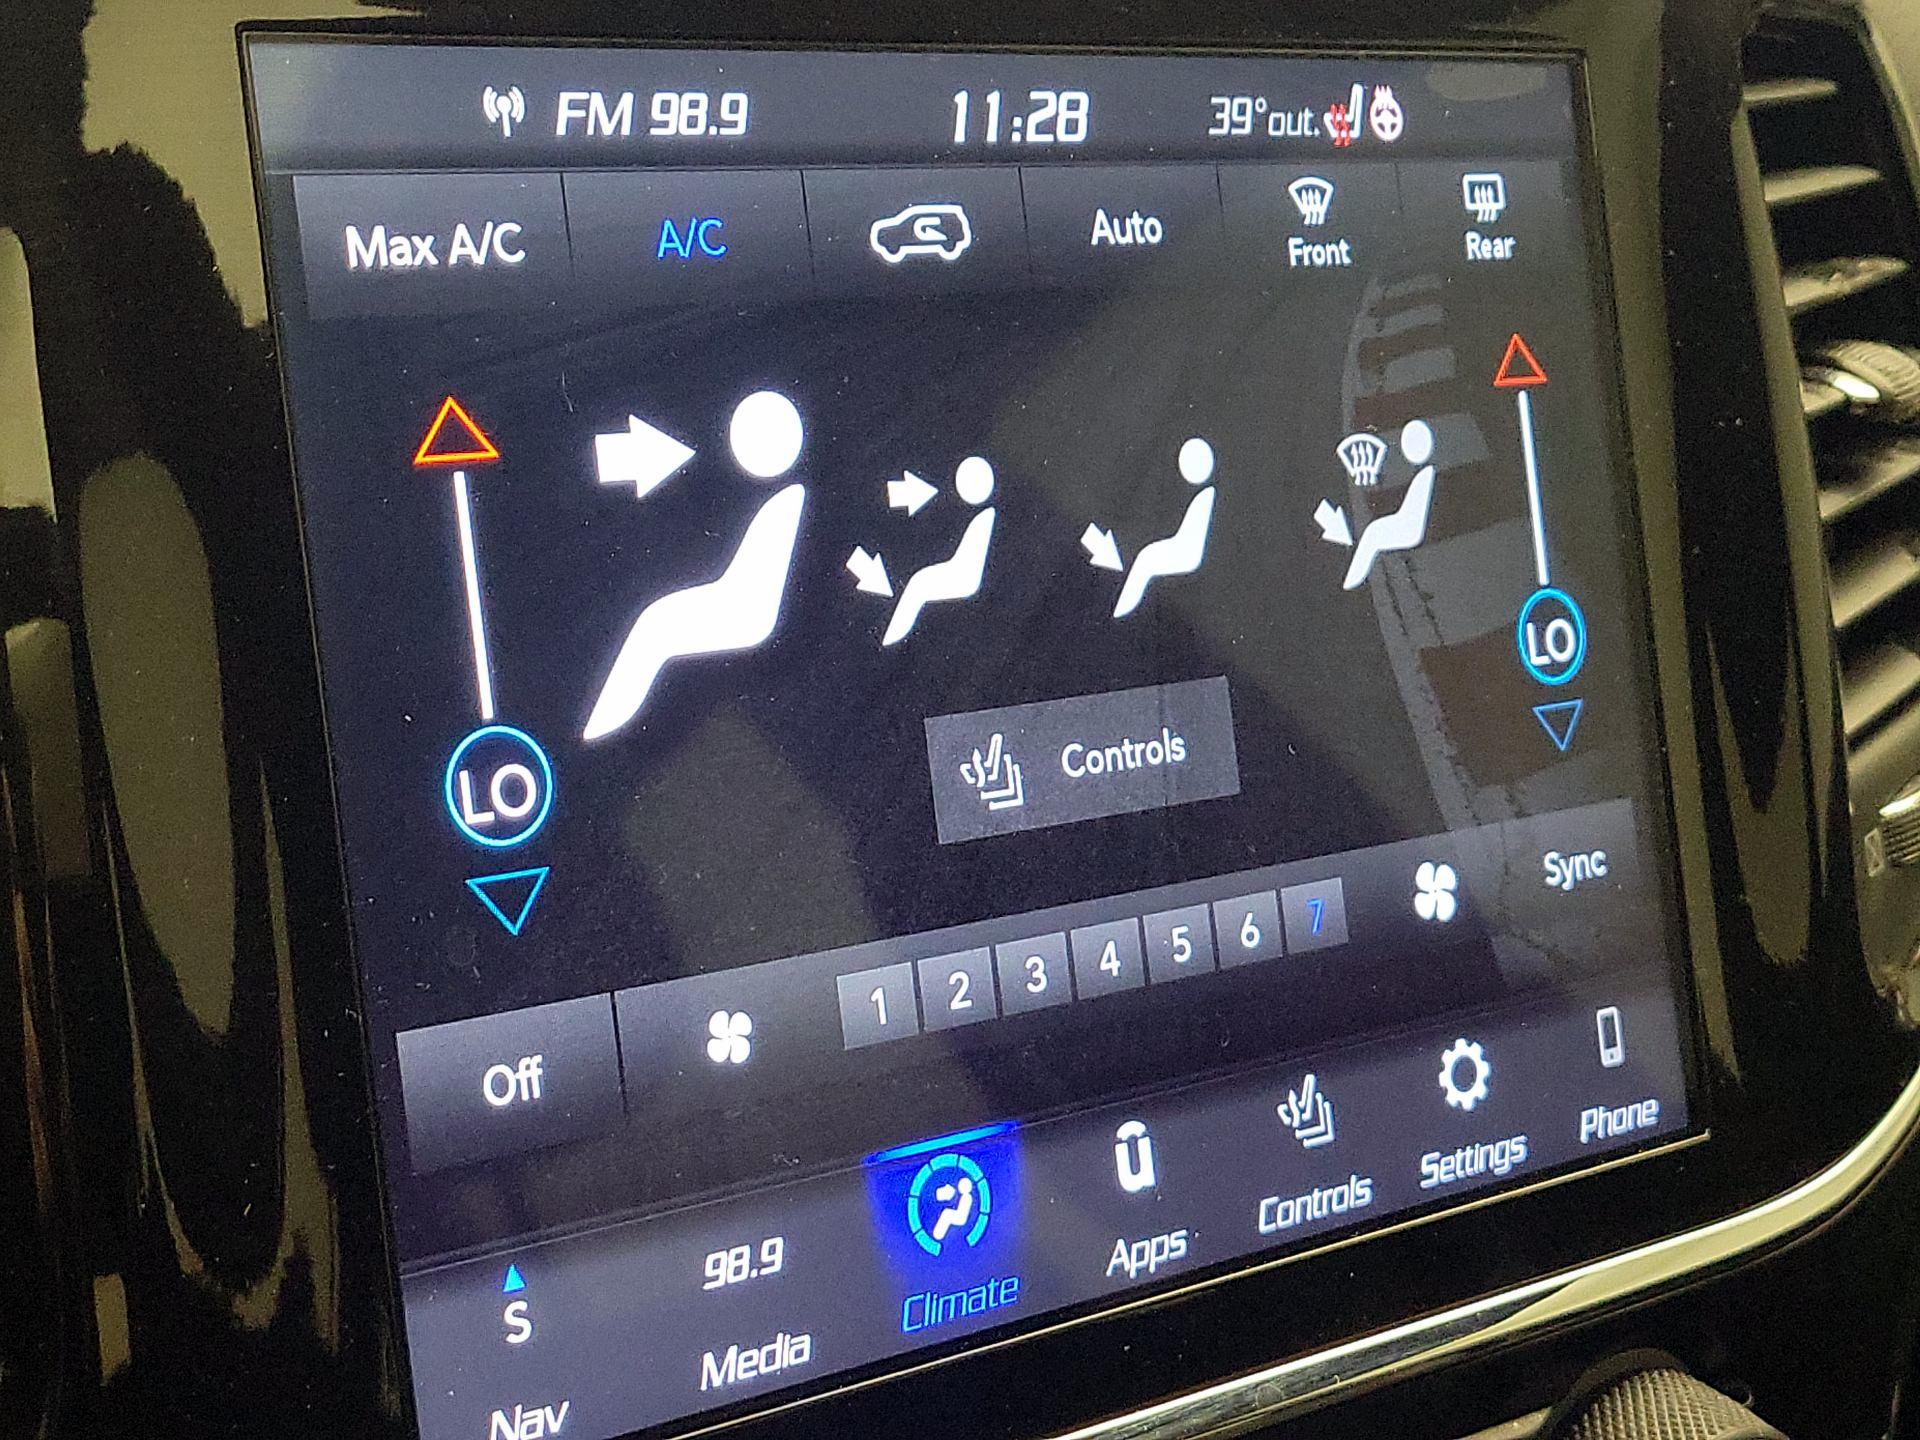 FM 98.9 11:28 39° out.
Max A/C A/C Auto Front Rear
LO LO
Controls
Sync
1 2 3 4 5 6 7
Off
S 98.9
Nav Media Climate Apps Controls Settings Phone